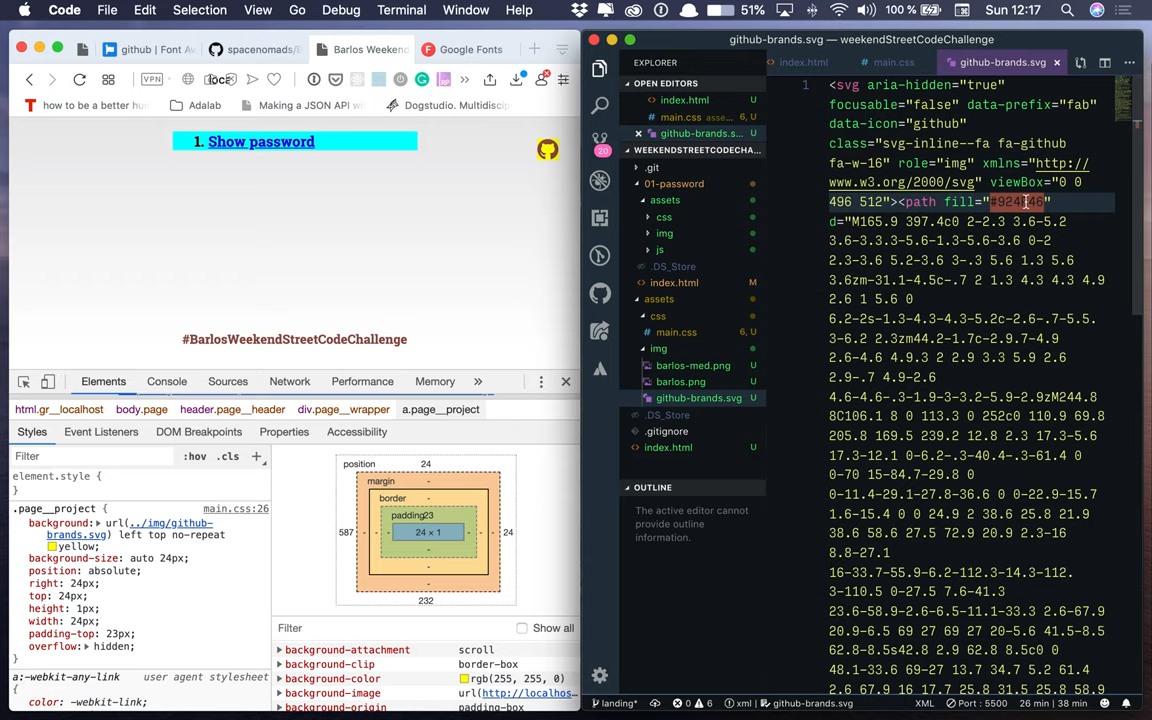 Code File Edit Selection View Go Debug Terminal Window Help 51% 100 % Sun 12:17
github | Font Aw
spacenomads/E
Barlos Weekend
Google Fonts
VPN
how to be a better hu
Adalab
Making a JSON API wi
Dogstudio. Multidiscip
1. Show password
#BarlosWeekendStreetCodeChallenge
Elements Console Sources Network Performance Memory »
html.gr__localhost body.page header.page__header div.page__wrapper a.page__project
Styles Event Listeners DOM Breakpoints Properties Accessibility
Filter :hov .cls +
element.style {
}
.page__project { main.css:26
background: url(../img/github-
brands.svg) left top no-repeat
yellow;
background-size: auto 24px;
position: absolute;
right: 24px;
top: 24px;
height: 1px;
width: 24px;
padding-top: 23px;
overflow: hidden;
}
a:-webkit-any-link user agent stylesheet
{
color: -webkit-link;
position 24
margin -
border -
padding23
587 - - - 24 × 1 - - - 24
-
-
-
232
Filter Show all
background-attachment scroll
background-clip border-box
background-color rgb(255, 255, 0)
background-image url(http://localhos…
background-origin padding-box
github-brands.svg — weekendStreetCodeChallenge
EXPLORER
OPEN EDITORS
index.html
main.css asse...
github-brands.s...
WEEKENDSTREETCODECHA...
.git
01-password
assets
css
img
js
.DS_Store
index.html M
assets
css
main.css 6, U
img
barlos-med.png U
barlos.png U
github-brands.svg U
.DS_Store
.gitignore
index.html U
OUTLINE
The active editor cannot
provide outline
information.
20
index.html main.css github-brands.svg
1 <svg aria-hidden="true"
focusable="false" data-prefix="fab"
data-icon="github"
class="svg-inline--fa fa-github
fa-w-16" role="img" xmlns="http://
www.w3.org/2000/svg" viewBox="0 0
496 512"><path fill="
d="M165.9 397.4c0 2-2.3 3.6-5.2
3.6-3.3.3-5.6-1.3-5.6-3.6 0-2
2.3-3.6 5.2-3.6 3-.3 5.6 1.3 5.6
3.6zm-31.1-4.5c-.7 2 1.3 4.3 4.3 4.9
2.6 1 5.6 0
6.2-2s-1.3-4.3-4.3-5.2c-2.6-.7-5.5.
3-6.2 2.3zm44.2-1.7c-2.9.7-4.9
2.6-4.6 4.9.3 2 2.9 3.3 5.9 2.6
2.9-.7 4.9-2.6
4.6-4.6-.3-1.9-3-3.2-5.9-2.9zM244.8
8C106.1 8 0 113.3 0 252c0 110.9 69.8
205.8 169.5 239.2 12.8 2.3 17.3-5.6
17.3-12.1 0-6.2-.3-40.4-.3-61.4 0
0-70 15-84.7-29.8 0
0-11.4-29.1-27.8-36.6 0 0-22.9-15.7
1.6-15.4 0 0 24.9 2 38.6 25.8 21.9
38.6 58.6 27.5 72.9 20.9 2.3-16
8.8-27.1
16-33.7-55.9-6.2-112.3-14.3-112.
3-110.5 0-27.5 7.6-41.3
23.6-58.9-2.6-6.5-11.1-33.3 2.6-67.9
20.9-6.5 69 27 69 27 20-5.6 41.5-8.5
62.8-8.5s42.8 2.9 62.8 8.5c0 0
48.1-33.6 69-27 13.7 34.7 5.2 61.4
2.6 67.9 16 17.7 25.8 31.5 25.8 58.9
landing* 0 6 xml github-brands.svg XML Port : 5500 26 min | 38 min